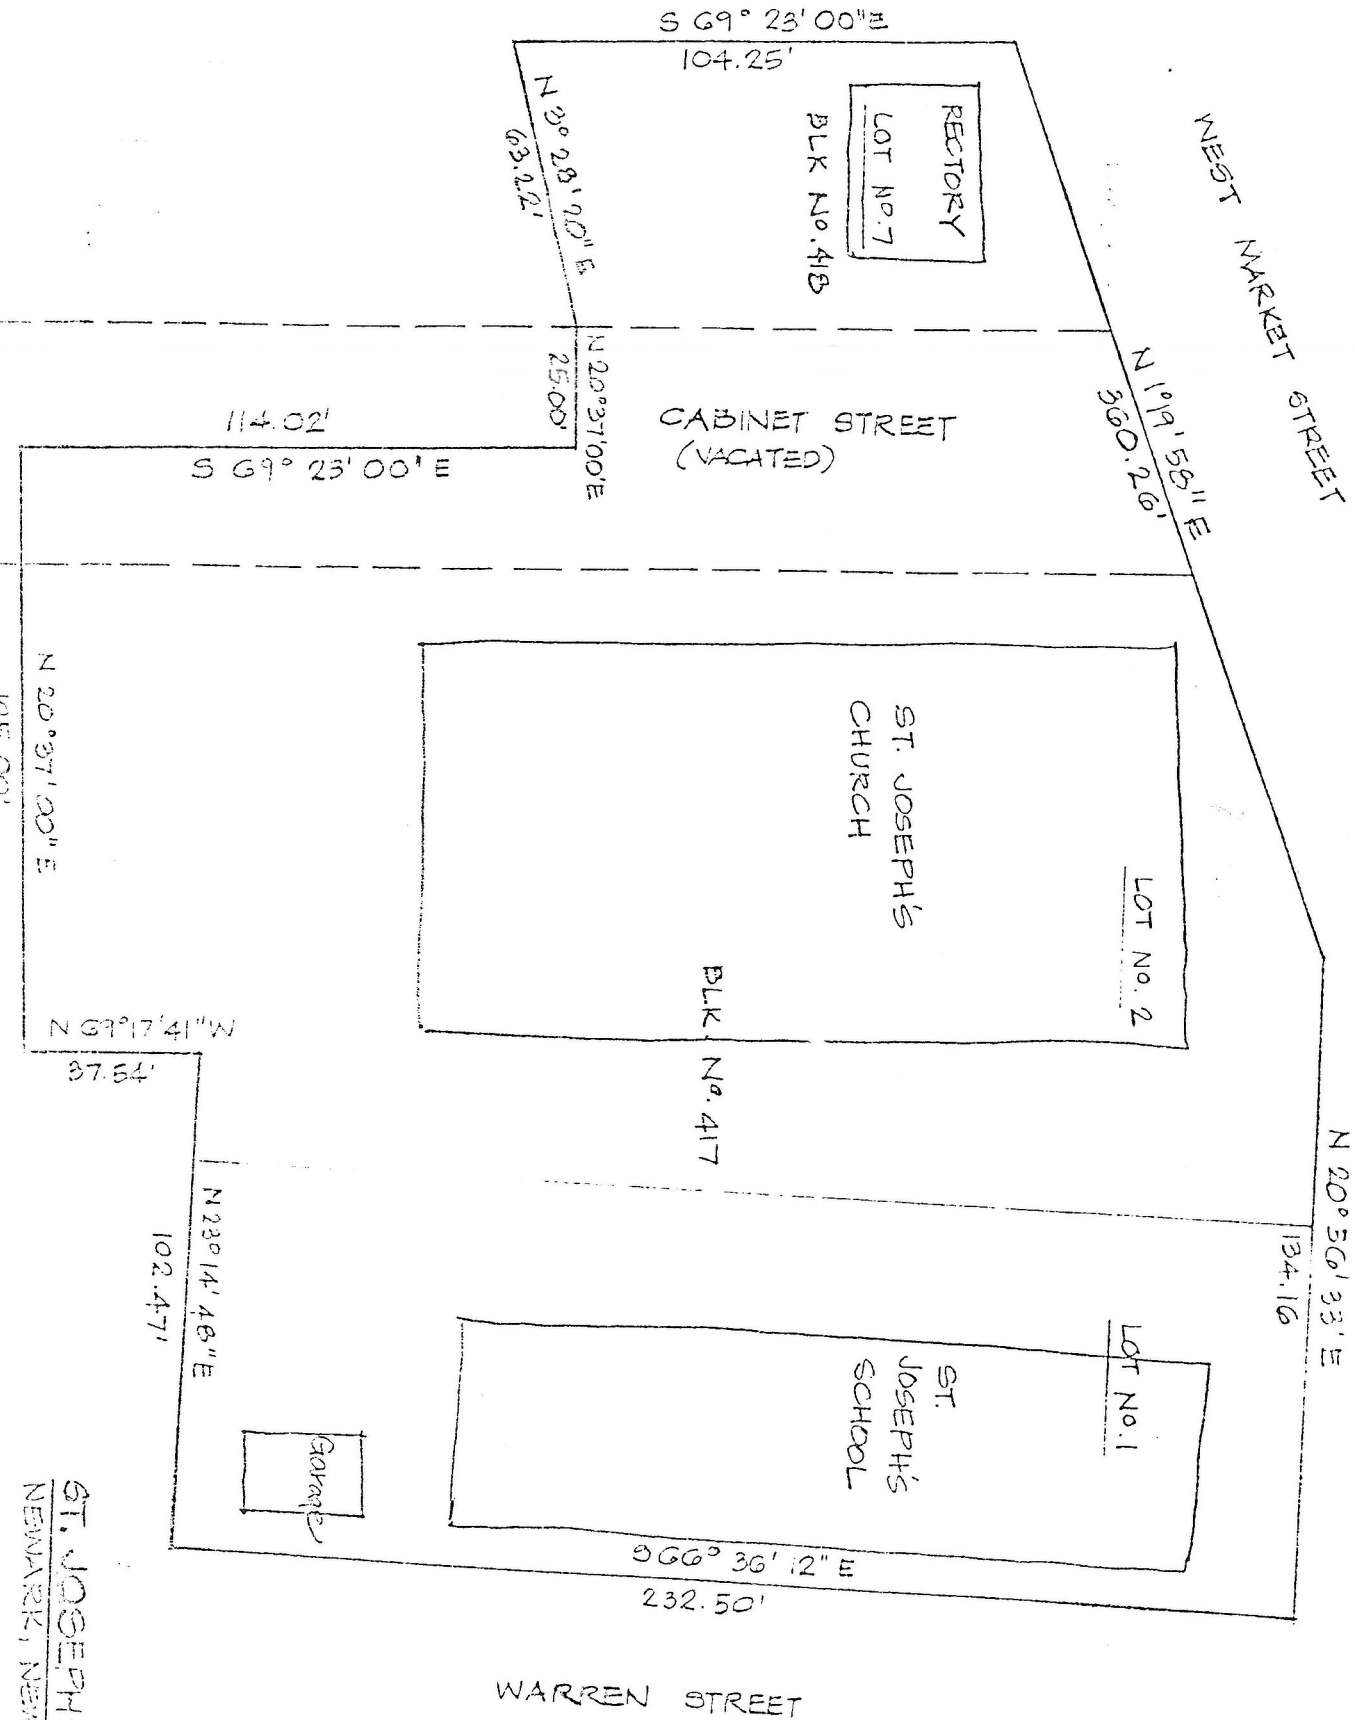 S 69° 23' 00" E
104.25'
WEST MARKET STREET
RECTORY
LOT NO. 7
BLK NO. 418
N 3° 28' 20" E
63.22'
N 1° 19' 58" E
360.26'
N 20° 37' 00" E
25.00'
CABINET STREET
(VACATED)
114.02'
S 69° 23' 00" E
ST. JOSEPH'S
CHURCH
LOT NO. 2
BLK No. 417
N 20° 37' 00" E
N 69° 17' 41" W
37.54'
N 20° 56' 33" E
134.16
LOT NO. 1
ST.
JOSEPH'S
SCHOOL
N 23° 14' 48" E
102.47'
Garage
S 66° 36' 12" E
232.50'
WARREN STREET
ST. JOSEPH
NEWARK, NEW